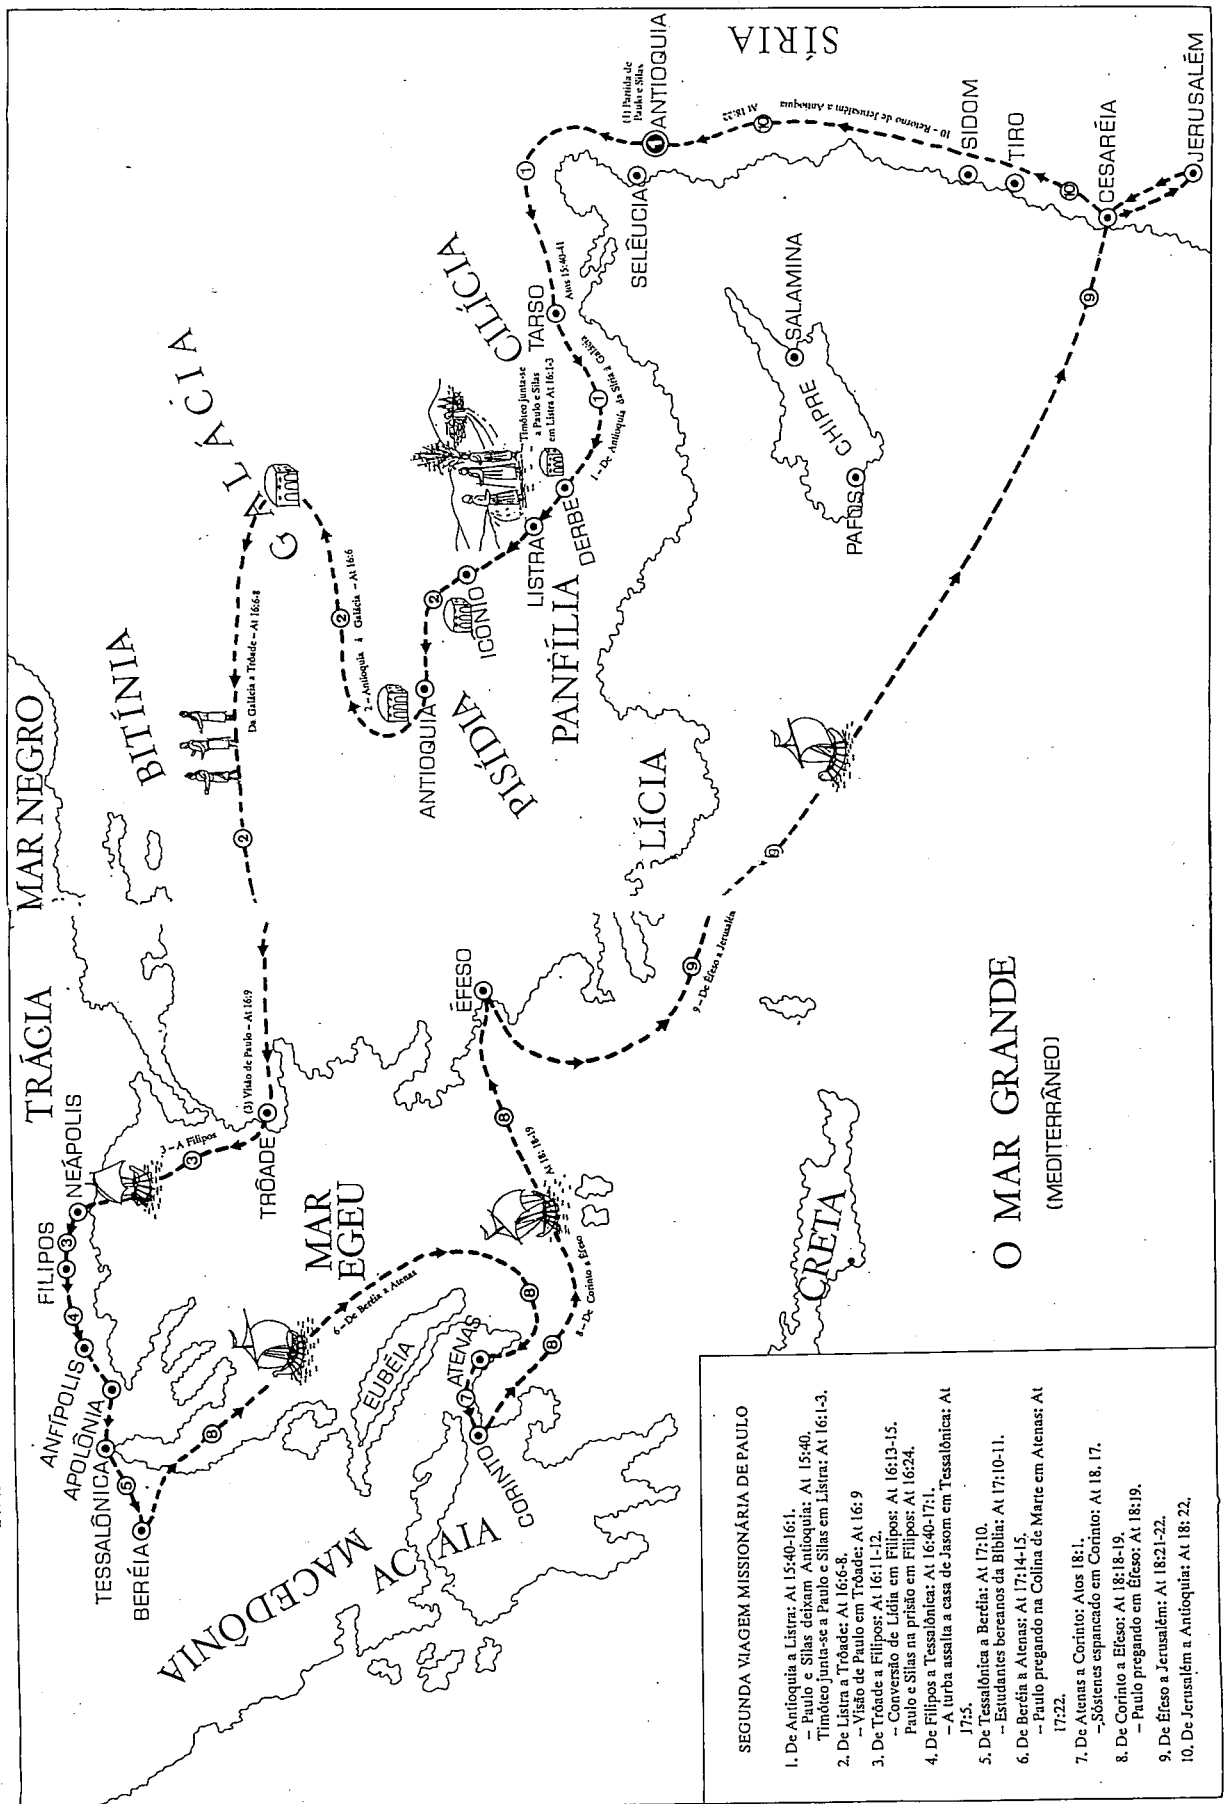 MAR NEGRO
TRÁGIA
BITÍNIA
GALÁCIA
CILÍCIA
SÍRIA
PISÍDIA
PANFÍLIA
LÍCIA
MAR
EGEU
MACEDÔNIA
CRETA
CHIPRE
EUBÉIA
O MAR GRANDE
(MEDITERRÂNEO)
FILIPOS
NEÁPOLIS
ANFÍPOLIS
APOLÔNIA
TESSALÔNICA
BERÉIA
TRÔADE
ATENAS
CORINTO
ÉFESO
ANTIOQUIA
ICÔNIO
LISTRA
DERBE
TARSO
SELÊUCIA
ANTIOQUIA
SALAMINA
PAFOS
SIDOM
TIRO
CESARÉIA
JERUSALÉM
(1) Partida de
Paulo e Silas
Atos 15:40-41
1 - De Antioquia da Síria à Galácia
Timóteo junta-se
a Paulo e Silas
em Listra At 16:1-3
2 - Antioquia à Galácia - At 16:6
Da Galácia a Trôade - At 16:6-8
(3) Visão de Paulo - At 16:9
3 - A Filipos
6 - De Beréia a Atenas
8 - De Corinto a Éfeso
At 18:18-19
9 - De Éfeso a Jerusalém
10 - Retorno de Jerusalém a Antioquia
At 18:22
SEGUNDA VIAGEM MISSIONÁRIA DE PAULO
1. De Antioquia a Listra: At 15:40-16:1.
– Paulo e Silas deixam Antioquia: At 15:40.
Timóteo junta-se a Paulo e Silas em Listra: At 16:1-3.
2. De Listra a Trôade: At 16:6-8.
– Visão de Paulo em Trôade: At 16: 9
3. De Trôade a Filipos: At 16:11-12.
– Conversão de Lídia em Filipos: At 16:13-15.
Paulo e Silas na prisão em Filipos: At 16:24.
4. De Filipos a Tessalônica: At 16:40-17:1.
– A turba assalta a casa de Jasom em Tessalônica: At
17:5.
5. De Tessalônica a Beréia: At 17:10.
– Estudantes bereanos da Bíblia: At 17:10-11.
6. De Beréia a Atenas: At 17:14-15.
– Paulo pregando na Colina de Marte em Atenas: At
17:22.
7. De Atenas a Corinto: Atos 18:1.
– Sóstenes espancado em Corinto: At 18, 17.
8. De Corinto a Éfeso: At 18:18-19.
– Paulo pregando em Éfeso: At 18:19.
9. De Éfeso a Jerusalém: At 18:21-22.
10. De Jerusalém a Antioquia: At 18: 22.